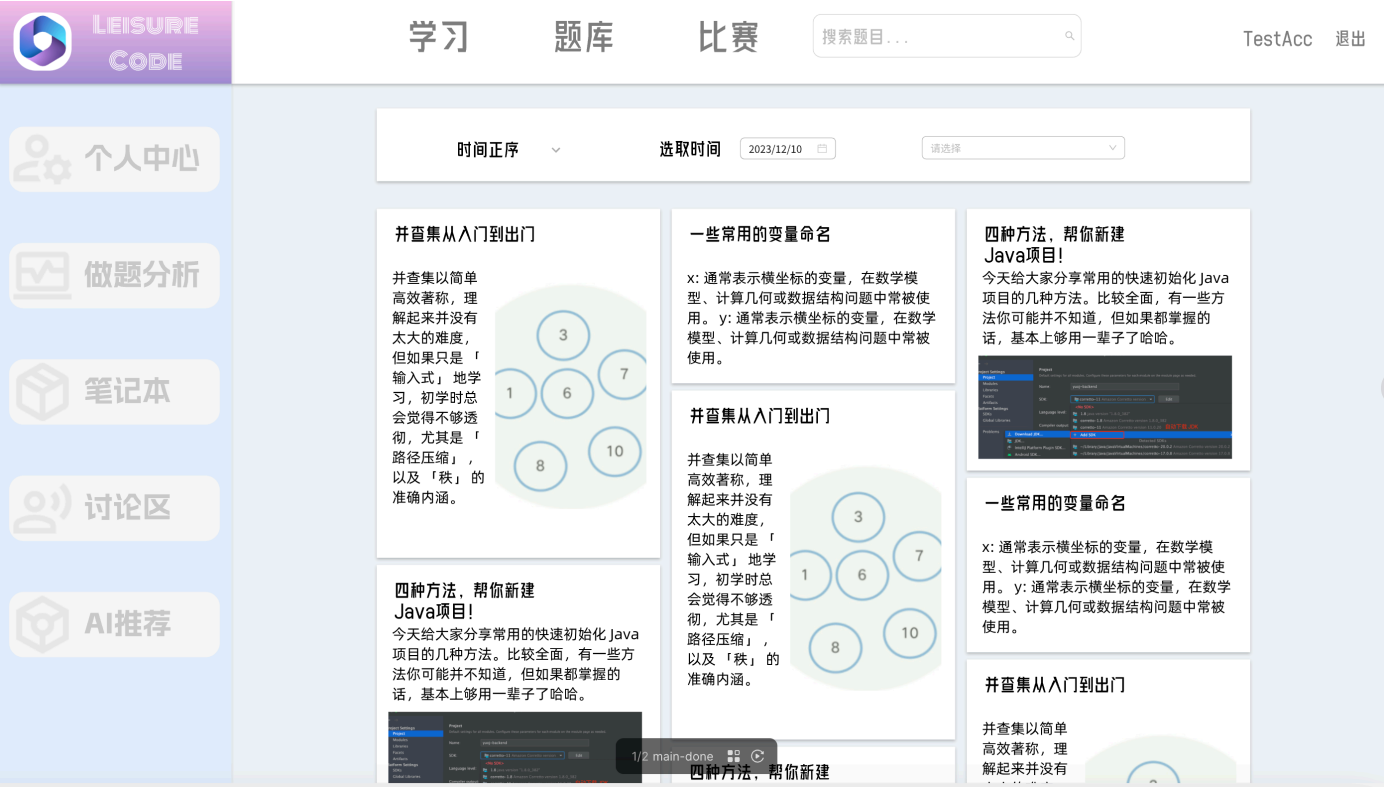 LEISURE
CODE
学习
题库
比赛
搜索题目...
TestAcc
退出
个人中心
做题分析
笔记本
讨论区
AI推荐
时间正序
选取时间
2023/12/10
请选择
并查集从入门到出门
并查集以简单
高效著称，理
解起来并没有
太大的难度，
但如果只是「
输入式」 地学
习，初学时总
会觉得不够透
彻，尤其是「
路径压缩」，
以及「秩」 的
准确内涵。
3
7
1
6
10
8
四种方法，帮你新建
Java项目！
今天给大家分享常用的快速初始化 Java
项目的几种方法。比较全面，有一些方
法你可能并不知道，但如果都掌握的
话，基本上够用一辈子了哈哈。
Project
Name
SDK:
Language level
一些常用的变量命名
x: 通常表示横坐标的变量，在数学模
型、计算几何或数据结构问题中常被使
用。 y: 通常表示横坐标的变量，在数学
模型、计算几何或数据结构问题中常被
使用。
并查集从入门到出门
并查集以简单
高效著称，理
解起来并没有
太大的难度，
但如果只是「
输入式」 地学
习，初学时总
会觉得不够透
彻，尤其是「
路径压缩」，
以及「秩」 的
准确内涵。
3
7
1
6
10
8
四种方法，帮你新建
1/2 main-done
四种方法，帮你新建
Java项目！
今天给大家分享常用的快速初始化 Java
项目的几种方法。比较全面，有一些方
法你可能并不知道，但如果都掌握的
话，基本上够用一辈子了哈哈。
Project
Name
SDK:
Language level
Compiler output
一些常用的变量命名
x: 通常表示横坐标的变量，在数学模
型、计算几何或数据结构问题中常被使
用。 y: 通常表示横坐标的变量，在数学
模型、计算几何或数据结构问题中常被
使用。
并查集从入门到出门
并查集以简单
高效著称，理
解起来并没有